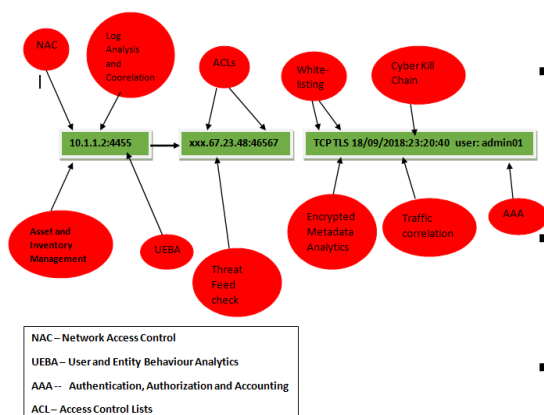 NAC
Log
Analysis
and
Coorelation
ACLs
White-
listing
Cyber Kill
Chain
10.1.1.2:4455
xxx.67.23.48:46567
TCP TLS 18/09/2018:23:20:40 user: admin01
Asset and
Inventory
Management
UEBA
Threat
Feed
check
Encrypted
Metadata
Analytics
Traffic
correlation
AAA
NAC – Network Access Control
UEBA – User and Entity Behaviour Analytics
AAA -- Authentication, Authorization and Accounting
ACL – Access Control Lists